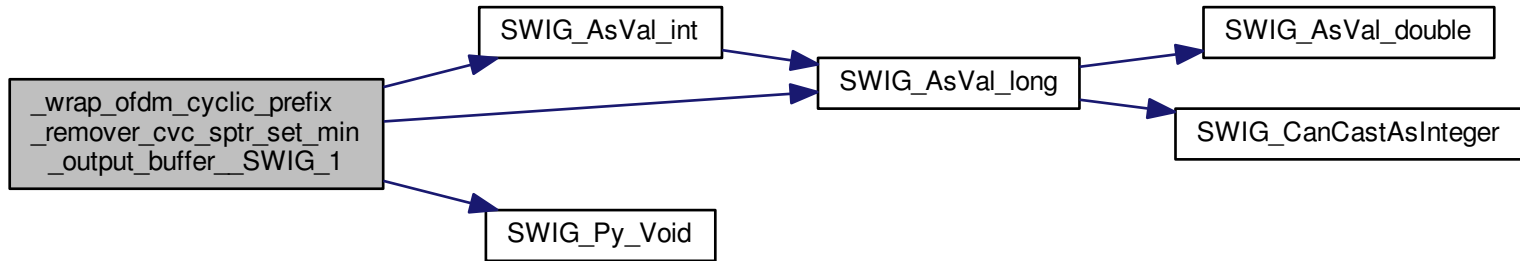 _wrap_ofdm_cyclic_prefix
_remover_cvc_sptr_set_min
_output_buffer__SWIG_1
SWIG_AsVal_int
SWIG_AsVal_long
SWIG_AsVal_double
SWIG_CanCastAsInteger
SWIG_Py_Void